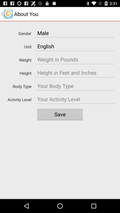 3:31
About You
Gender Male
Unit English
Weight Weight in Pounds
Height Height in Feet and Inches
Body Type Your Body Type
Activity Level Your Activity Level
Save